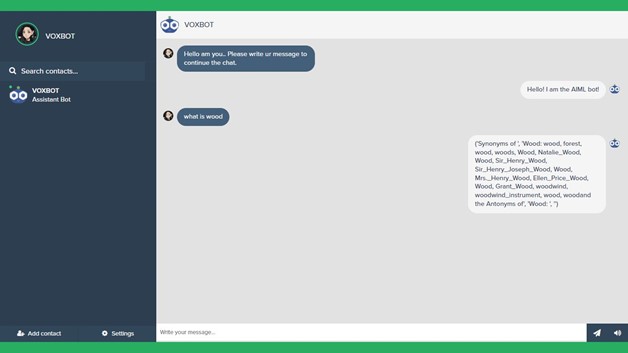 VOXBOT
Search contacts...
VOXBOT
Assistant Bot
Add contact
Settings
VOXBOT
Hello am you.. Please write ur message to
continue the chat.
Hello! I am the AIML bot!
what is wood
('Synonyms of ', 'Wood: wood, forest,
wood, woods, Wood, Natalie_Wood,
Wood, Sir_Henry_Wood,
Sir_Henry_Joseph_Wood, Wood,
Mrs._Henry_Wood, Ellen_Price_Wood,
Wood, Grant_Wood, woodwind,
woodwind_instrument, wood, woodand
the Antonyms of', 'Wood: ', '')
Write your message...